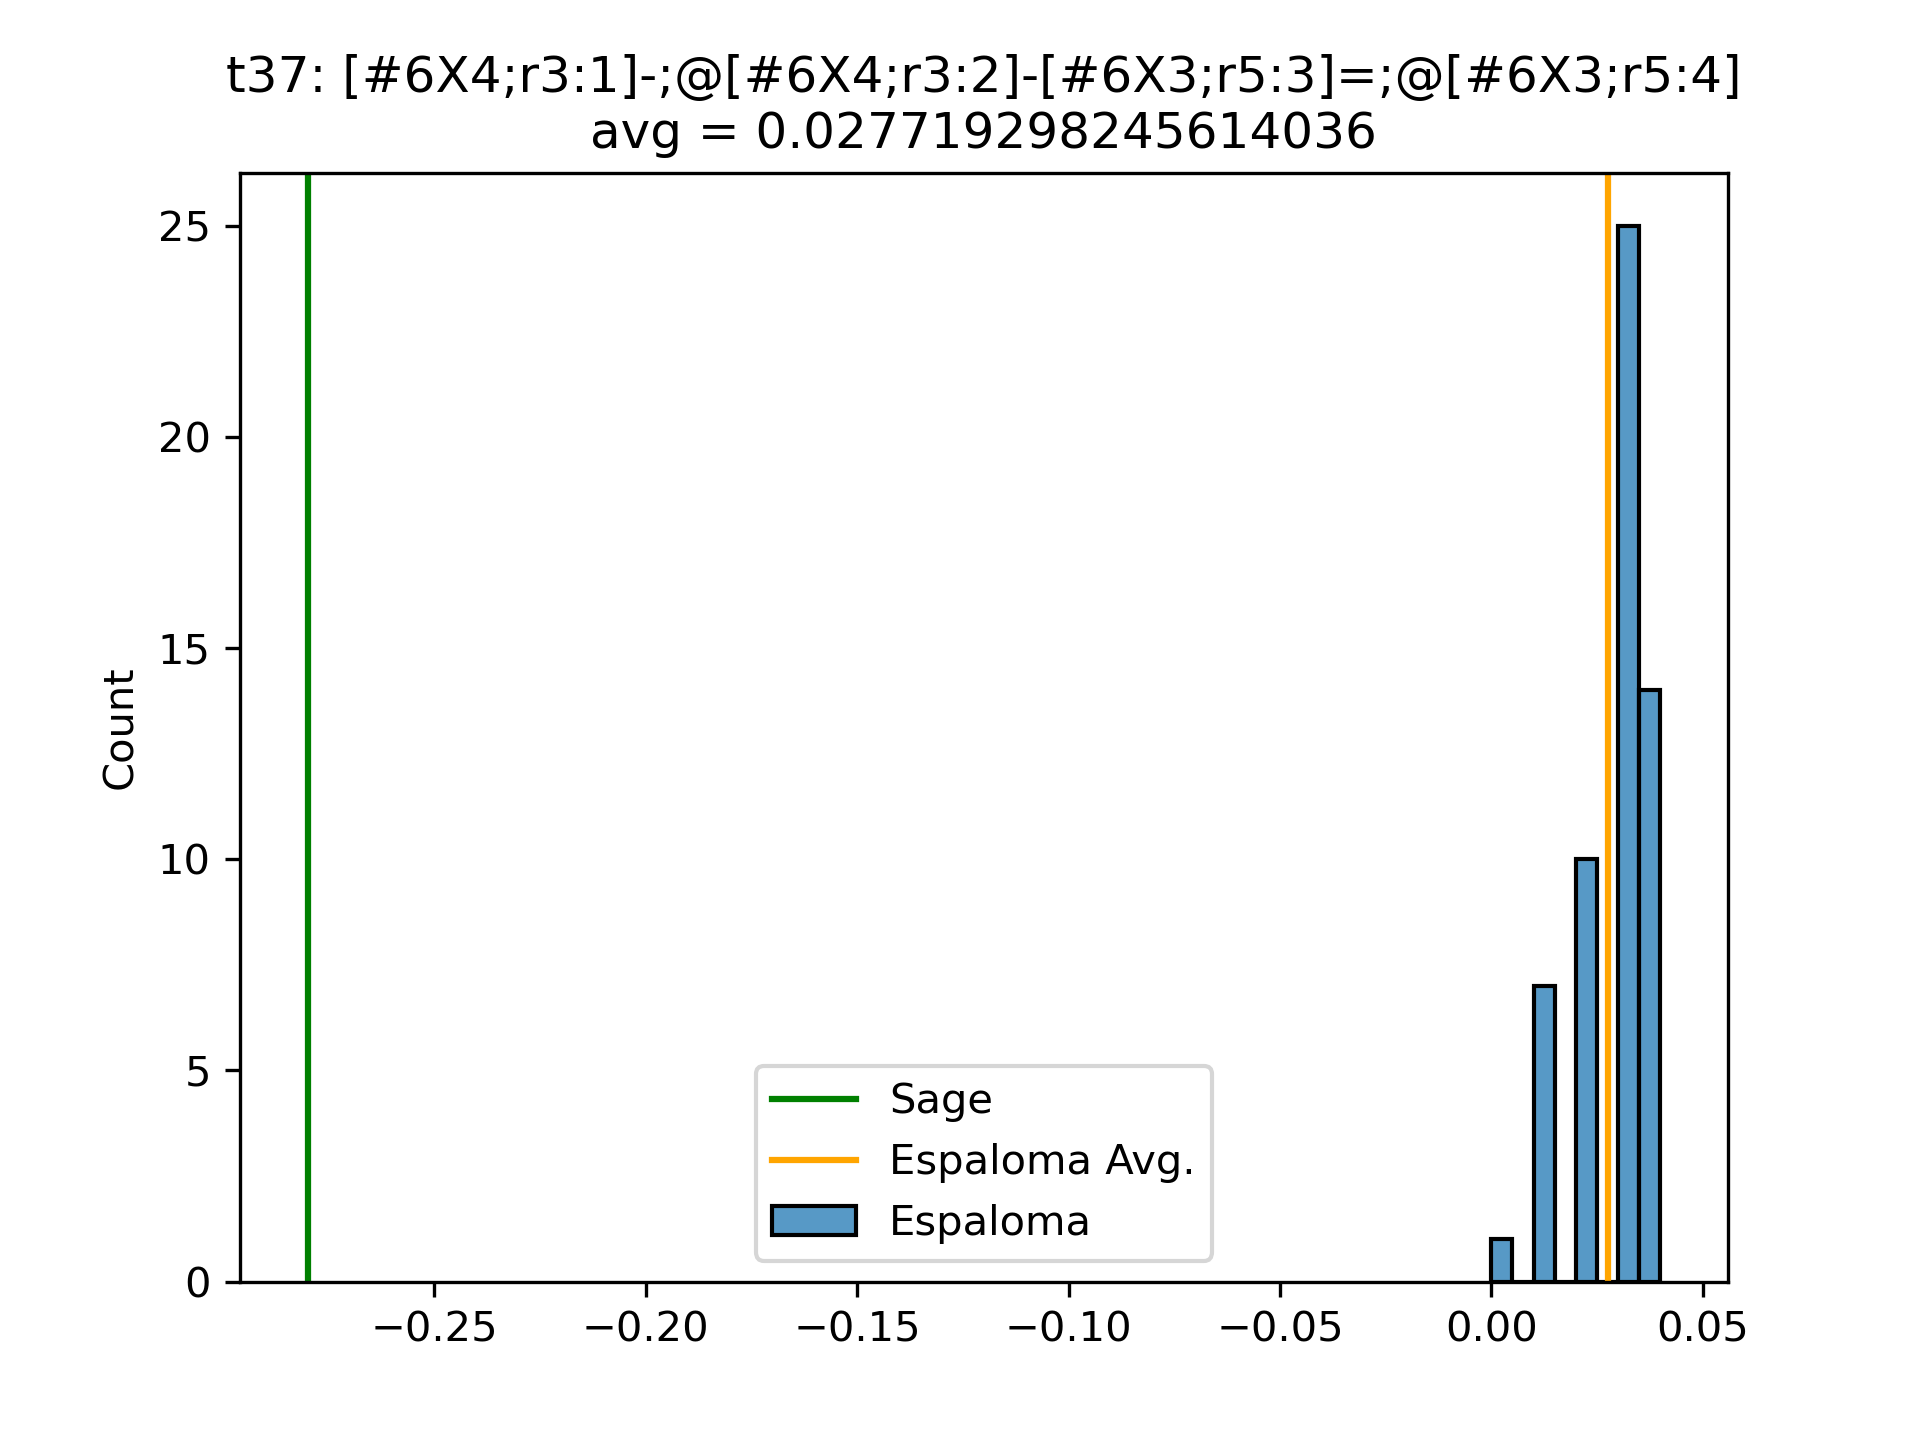 t37: [#6X4;r3:1]-;@[#6X4;r3:2]-[#6X3;r5:3]=;@[#6X3;r5:4]
avg = 0.027719298245614036
25
20
15
10
5
0
Count
Sage
Espaloma Avg.
Espaloma
−0.25 −0.20 −0.15 −0.10 −0.05 0.00 0.05